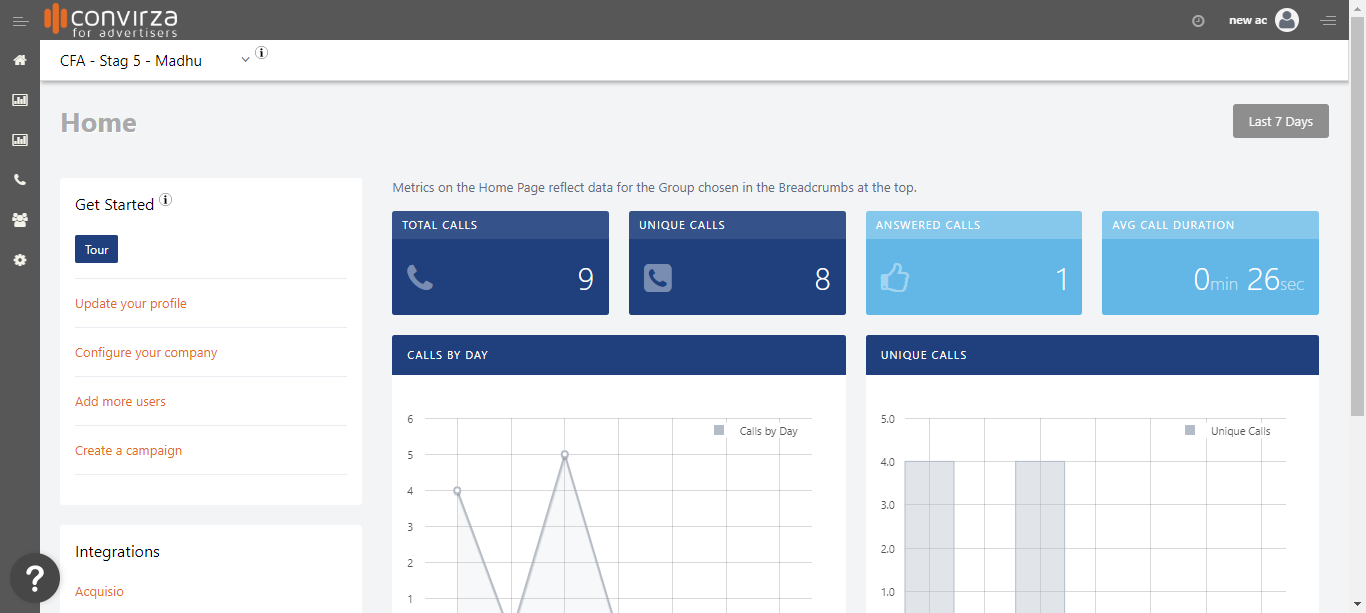 convirza
for advertisers
new ac
CFA - Stag 5 - Madhu
Home
Last 7 Days
Get Started
Tour
Update your profile
Configure your company
Add more users
Create a campaign
Integrations
Acquisio
?
Metrics on the Home Page reflect data for the Group chosen in the Breadcrumbs at the top.
TOTAL CALLS
9
UNIQUE CALLS
8
ANSWERED CALLS
1
AVG CALL DURATION
0min 26sec
CALLS BY DAY
Calls by Day
6
5
4
3
2
1
UNIQUE CALLS
Unique Calls
5.0
4.0
3.0
2.0
1.0